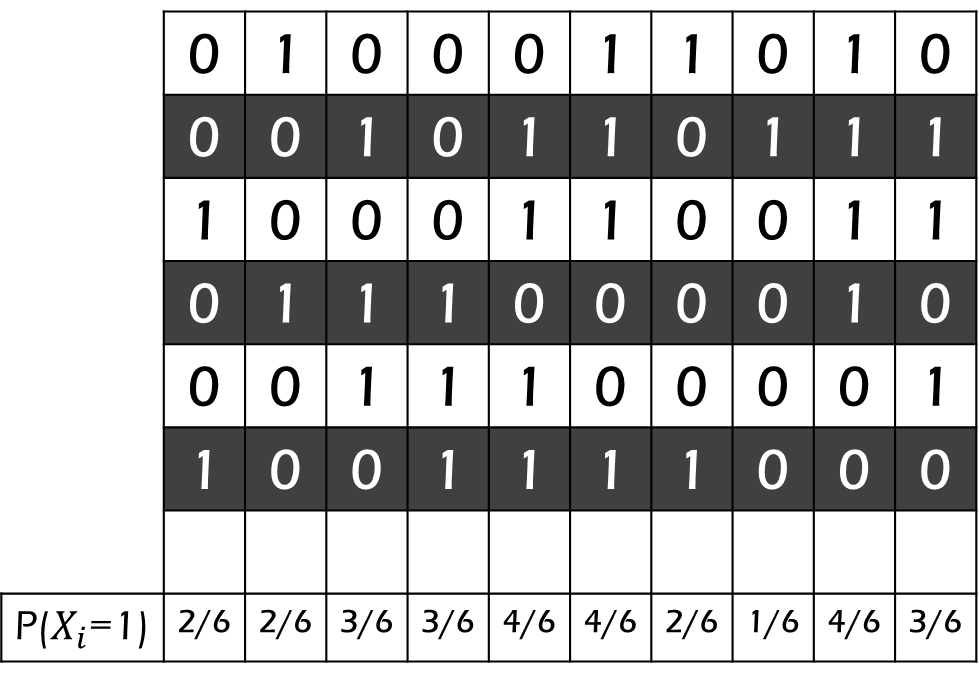 0 1 0 0 0 1 1 0 1 0
0 0 1 0 1 1 0 1 1 1
1 0 0 0 1 1 0 0 1 1
0 1 1 1 0 0 0 0 1 0
0 0 1 1 1 0 0 0 0 1
1 0 0 1 1 1 1 0 0 0
P(Xᵢ=1) 2/6 2/6 3/6 3/6 4/6 4/6 2/6 1/6 4/6 3/6